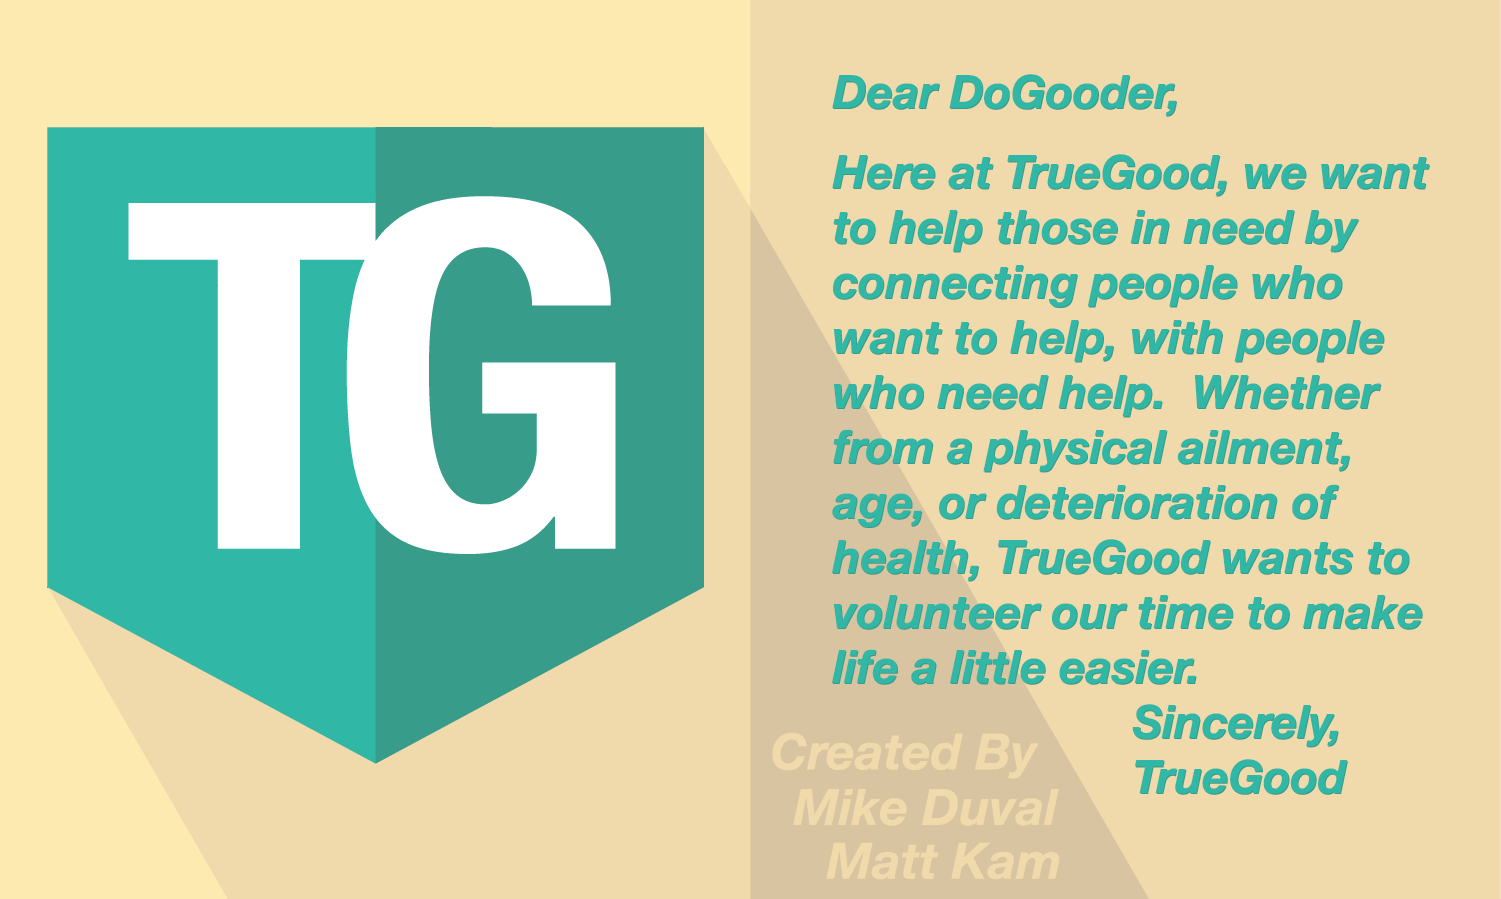 TG
Dear DoGooder,
Here at TrueGood, we want
to help those in need by
connecting people who
want to help, with people
who need help.  Whether
from a physical ailment,
age, or deterioration of
health, TrueGood wants to
volunteer our time to make
life a little easier.
Sincerely,
TrueGood
Created By
Mike Duval
Matt Kam